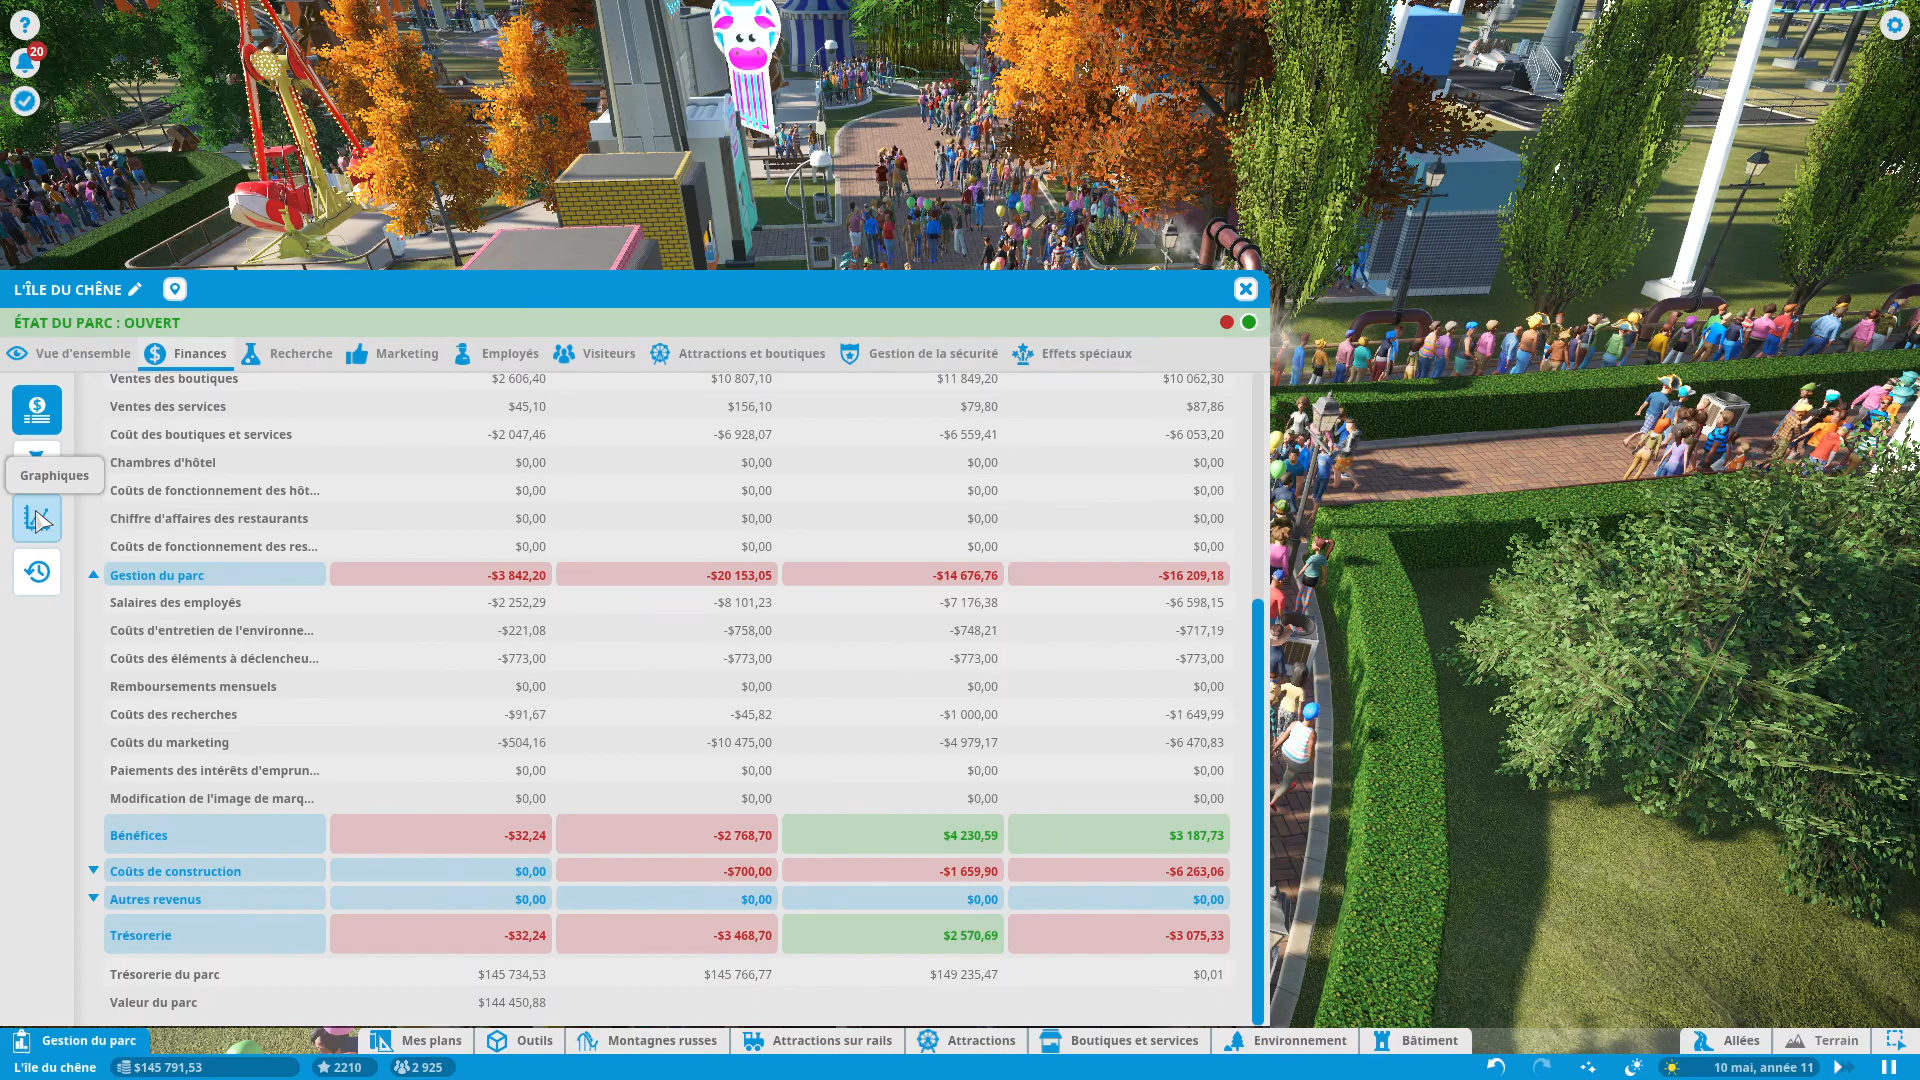 20
L'ÎLE DU CHÊNE
ÉTAT DU PARC : OUVERT
Vue d'ensemble Finances Recherche Marketing Employés Visiteurs Attractions et boutiques Gestion de la sécurité Effets spéciaux
Ventes des boutiques $2 606,40 $10 807,10 $11 849,20 $10 062,30
Ventes des services $45,10 $156,10 $79,80 $87,86
Coût des boutiques et services -$2 047,46 -$6 928,07 -$6 559,41 -$6 053,20
Chambres d'hôtel $0,00 $0,00 $0,00 $0,00
Graphiques
Coûts de fonctionnement des hôt... $0,00 $0,00 $0,00 $0,00
Chiffre d'affaires des restaurants $0,00 $0,00 $0,00 $0,00
Coûts de fonctionnement des res... $0,00 $0,00 $0,00 $0,00
Gestion du parc -$3 842,20 -$20 153,05 -$14 676,76 -$16 209,18
Salaires des employés -$2 252,29 -$8 101,23 -$7 176,38 -$6 598,15
Coûts d'entretien de l'environne... -$221,08 -$758,00 -$748,21 -$717,19
Coûts des éléments à déclencheu... -$773,00 -$773,00 -$773,00 -$773,00
Remboursements mensuels $0,00 $0,00 $0,00 $0,00
Coûts des recherches -$91,67 -$45,82 -$1 000,00 -$1 649,99
Coûts du marketing -$504,16 -$10 475,00 -$4 979,17 -$6 470,83
Paiements des intérêts d'emprun... $0,00 $0,00 $0,00 $0,00
Modification de l'image de marq... $0,00 $0,00 $0,00 $0,00
Bénéfices -$32,24 -$2 768,70 $4 230,59 $3 187,73
Coûts de construction $0,00 -$700,00 -$1 659,90 -$6 263,06
Autres revenus $0,00 $0,00 $0,00 $0,00
Trésorerie -$32,24 -$3 468,70 $2 570,69 -$3 075,33
Trésorerie du parc $145 734,53 $145 766,77 $149 235,47 $0,01
Valeur du parc $144 450,88
Gestion du parc Mes plans Outils Montagnes russes Attractions sur rails Attractions Boutiques et services Environnement Bâtiment Allées Terrain
L'île du chêne $145 791,53 2210 2 925 10 mai, année 11